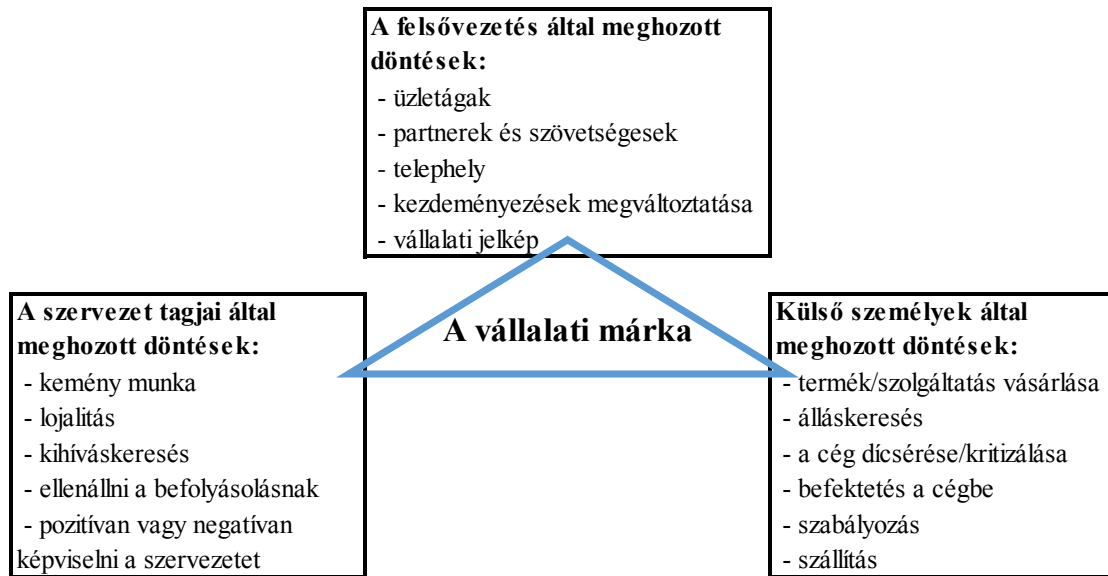 A felsővezetés által meghozott
döntések:
- üzletágak
- partnerek és szövetségesek
- telephely
- kezdeményezések megváltoztatása
- vállalati jelkép
A szervezet tagjai által
meghozott döntések:
- kemény munka
- lojalitás
- kihíváskeresés
- ellenállni a befolyásolásnak
- pozitívan vagy negatívan
képviselni a szervezetet
A vállalati márka
Külső személyek által
meghozott döntések:
- termék/szolgáltatás vásárlása
- álláskeresés
- a cég dícsérése/kritizálása
- befektetés a cégbe
- szabályozás
- szállítás